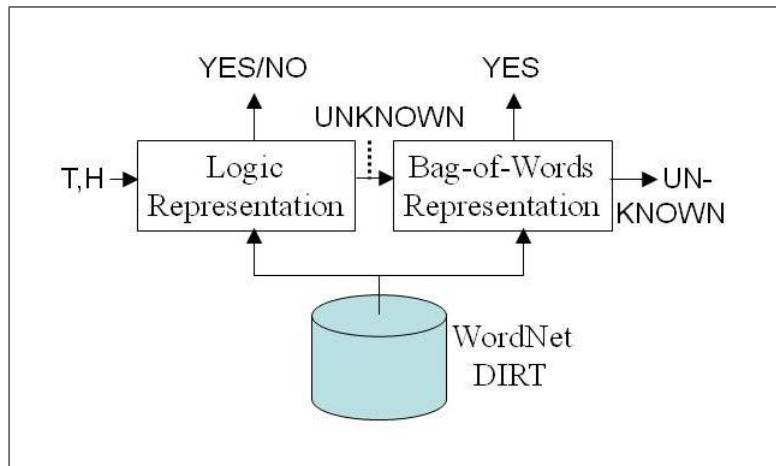 YES/NO
YES
UNKNOWN
T,H
Logic
Representation
Bag-of-Words
Representation
UN-
KNOWN
WordNet
DIRT